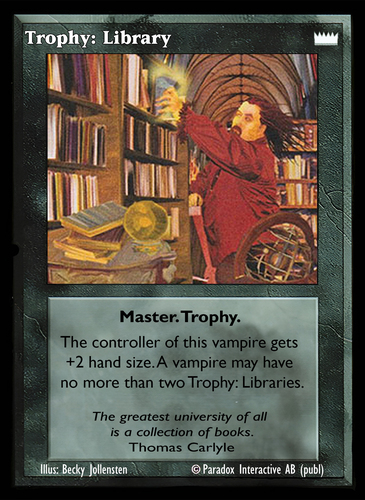 Trophy: Library
Master. Trophy.
The controller of this vampire gets
+2 hand size. A vampire may have
no more than two Trophy: Libraries.
The greatest university of all
is a collection of books.
Thomas Carlyle
Illus: Becky Jollensten
© Paradox Interactive AB (publ)